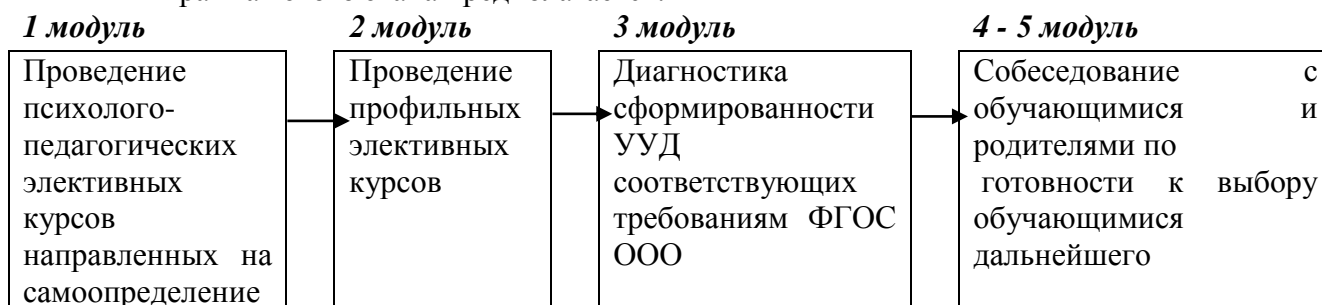 1 модуль
2 модуль
3 модуль
4 - 5 модуль
Проведение
психолого-
педагогических
элективных
курсов
направленных на
самоопределение
Проведение
профильных
элективных
курсов
Диагностика
сформированности
УУД
соответствующих
требованиям ФГОС
ООО
Собеседование с
обучающимися и
родителями по
готовности к выбору
обучающимися
дальнейшего